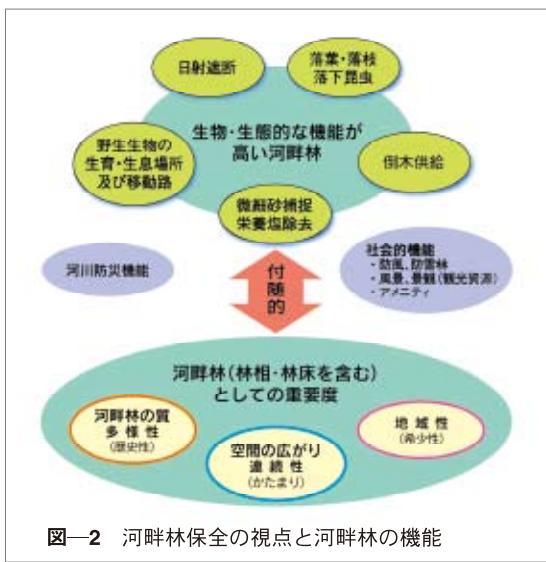 日射遮断
落葉・落枝
落下昆虫
生物・生態的な機能が
高い河畔林
野生生物の
生育・生息場所
及び移動路
倒木供給
微細砂捕捉
栄養塩除去
河川防災機能
付随的
社会的機能
・防風、防雪林
・風景、景観(観光資源)
・アメニティ
河畔林(林相・林床を含む)
としての重要度
河畔林の質
多様性
(歴史性)
空間の広がり
連続性
(かたまり)
地域性
(希少性)
図―2 河畔林保全の視点と河畔林の機能